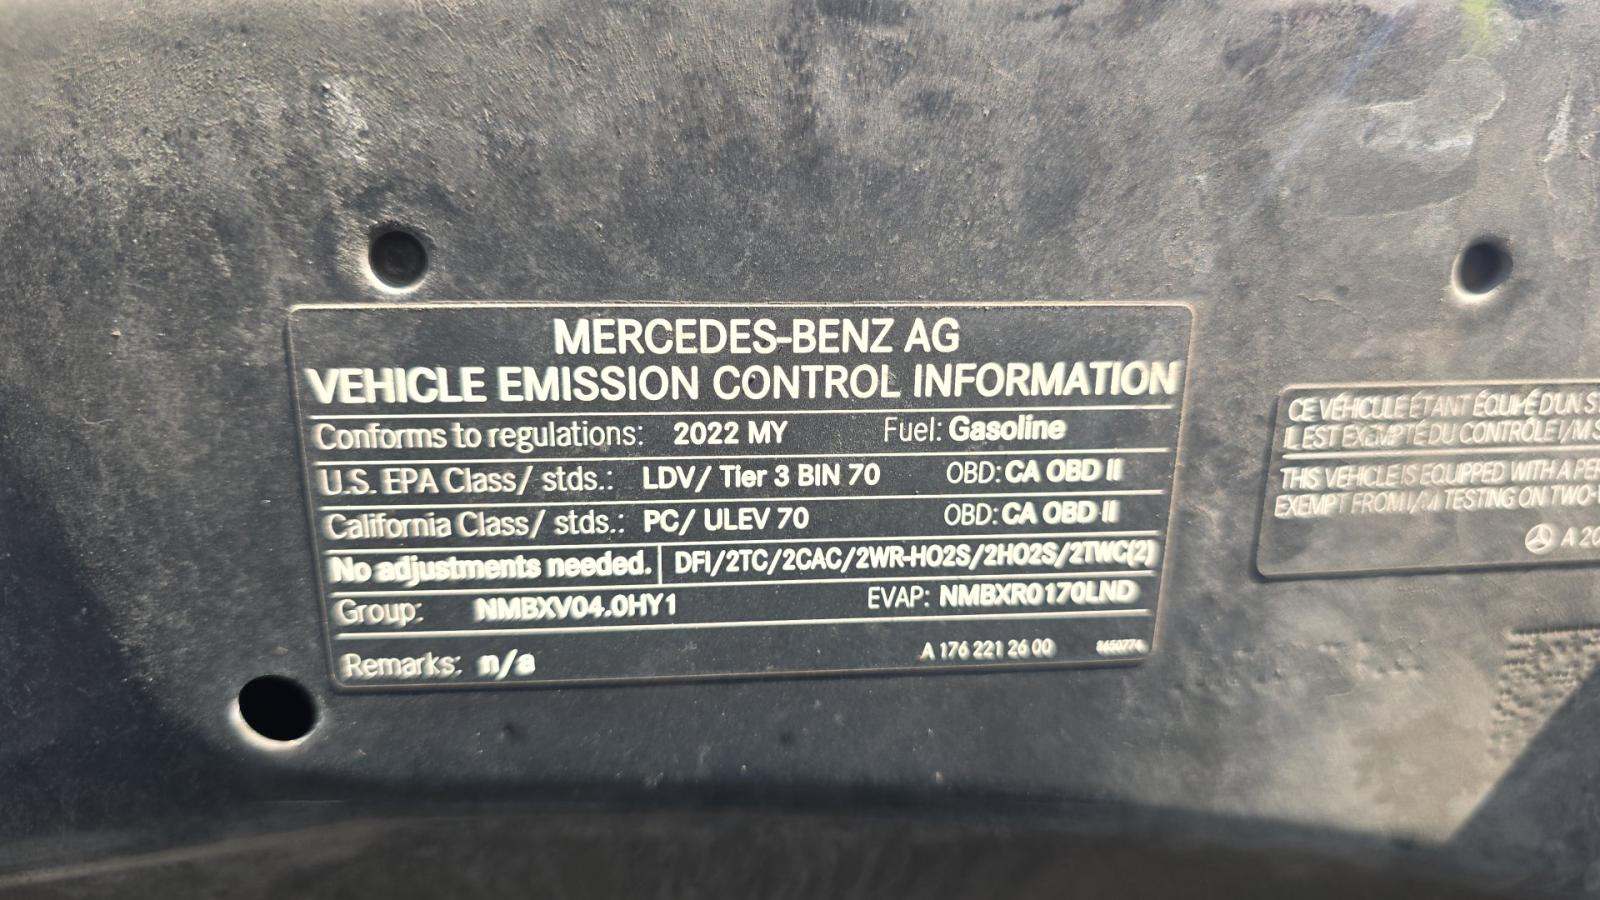 MERCEDES-BENZ AG
VEHICLE EMISSION CONTROL INFORMATION
Conforms to regulations: 2022 MY Fuel: Gasoline
U.S. EPA Class/ stds.: LDV/ Tier 3 BIN 70 OBD: CA OBD II
California Class/ stds.: PC/ ULEV 70 OBD: CA OBD II
No adjustments needed. DFI/2TC/2CAC/2WR-HO2S/2HO2S/2TWC(2)
Group: NMBXV04.0HY1 EVAP: NMBXR0170LND
Remarks: n/a A 176 221 26 00
CE VÉHICULE ÉTANT ÉQUIPÉ D'UN S
IL EST EXEMPTÉ DU CONTRÔLE I/M S
THIS VEHICLE IS EQUIPPED WITH A PER
EXEMPT FROM I/M TESTING ON TWO-
A 20